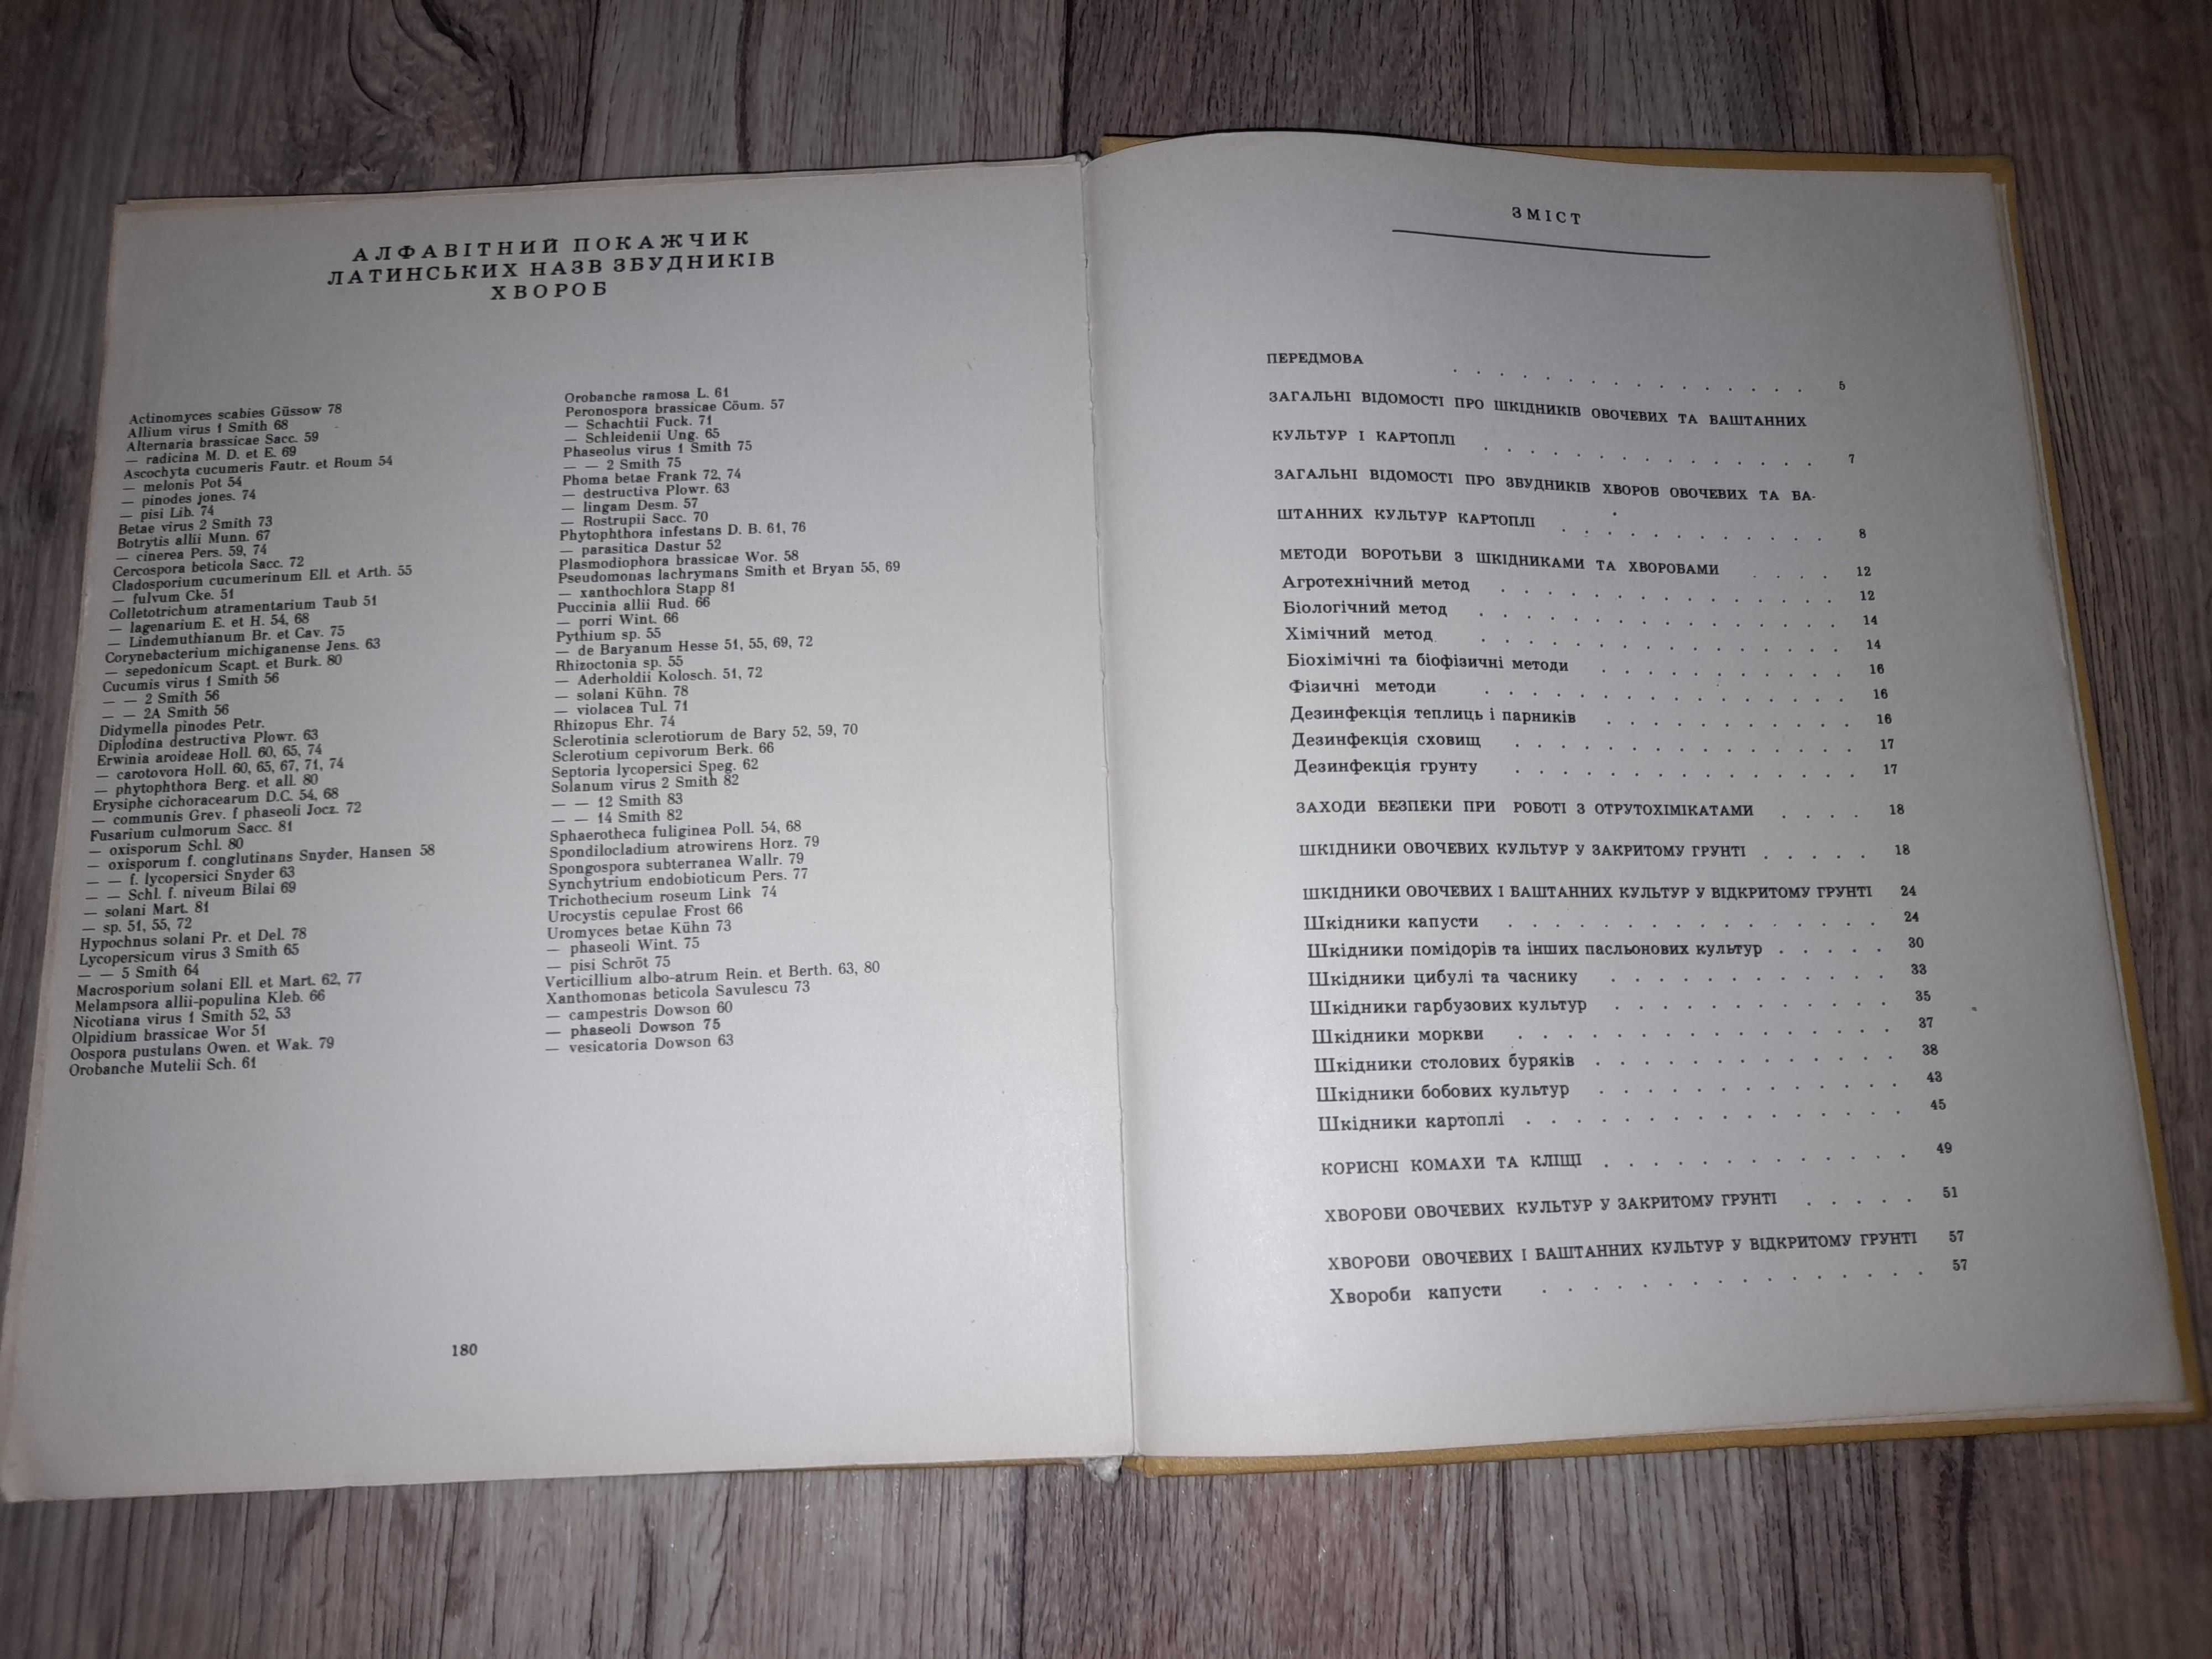 АЛФАВІТНИЙ ПОКАЖЧИК
ЛАТИНСЬКИХ НАЗВ ЗБУДНИКІВ
ХВОРОБ
Actinomyces scabies Güssow 78
Allium virus 1 Smith 68
Alternaria brassicae Sacc. 59
— radicina M. D. et E. 69
Ascochyta cucumeris Fautr. et Roum 54
— melonis Pot 54
— pinodes jones. 74
— pisi Lib. 74
Betae virus 2 Smith 73
Botrytis allii Munn. 67
— cinerea Pers. 59, 74
Cercospora beticola Sacc. 72
Cladosporium cucumerinum Ell. et Arth. 55
— fulvum Cke. 51
Colletotrichum atramentarium Taub 51
— lagenarium E. et H. 54, 68
— Lindemuthianum Br. et Cav. 75
Corynebacterium michiganense Jens. 63
— sepedonicum Scapt. et Burk. 80
Cucumis virus 1 Smith 56
— — 2 Smith 56
— — 2A Smith 56
Didymella pinodes Petr.
Diplodina destructiva Plowr. 63
Erwinia aroideae Holl. 60, 65, 74
— carotovora Holl. 60, 65, 67, 71, 74
— phytophthora Berg. et all. 80
Erysiphe cichoracearum D.C. 54, 68
— communis Grev. f phaseoli Jocz. 72
Fusarium culmorum Sacc. 81
— oxisporum Schl. 80
— oxisporum f. conglutinans Snyder, Hansen 58
— — f. lycopersici Snyder 63
— — Schl. f. niveum Bilai 69
— solani Mart. 81
— sp. 51, 55, 72
Hypochnus solani Pr. et Del. 78
Lycopersicum virus 3 Smith 65
— — 5 Smith 64
Macrosporium solani Ell. et Mart. 62, 77
Melampsora allii-populina Kleb. 66
Nicotiana virus 1 Smith 52, 53
Olpidium brassicae Wor 51
Oospora pustulans Owen. et Wak. 79
Orobanche Mutelii Sch. 61
Orobanche ramosa L. 61
Peronospora brassicae Cöum. 57
— Schachtii Fuck. 71
— Schleidenii Ung. 65
Phaseolus virus 1 Smith 75
— — 2 Smith 75
Phoma betae Frank 72, 74
— destructiva Plowr. 63
— lingam Desm. 57
— Rostrupii Sacc. 70
Phytophthora infestans D. B. 61, 76
— parasitica Dastur 52
Plasmodiophora brassicae Wor. 58
Pseudomonas lachrymans Smith et Bryan 55, 69
— xanthochlora Stapp 81
Puccinia allii Rud. 66
— porri Wint. 66
Pythium sp. 55
— de Baryanum Hesse 51, 55, 69, 72
Rhizoctonia sp. 55
— Aderholdii Kolosch. 51, 72
— solani Kühn. 78
— violacea Tul. 71
Rhizopus Ehr. 74
Sclerotinia sclerotiorum de Bary 52, 59, 70
Sclerotium cepivorum Berk. 66
Septoria lycopersici Speg. 62
Solanum virus 2 Smith 82
— — 12 Smith 83
— — 14 Smith 82
Sphaerotheca fuliginea Poll. 54, 68
Spondilocladium atrowirens Horz. 79
Spongospora subterranea Wallr. 79
Synchytrium endobioticum Pers. 77
Trichothecium roseum Link 74
Urocystis cepulae Frost 66
Uromyces betae Kühn 73
— phaseoli Wint. 75
— pisi Schröt 75
Verticillium albo-atrum Rein. et Berth. 63, 80
Xanthomonas beticola Savulescu 73
— campestris Dowson 60
— phaseoli Dowson 75
— vesicatoria Dowson 63
180
ЗМІСТ
ПЕРЕДМОВА . . . . . . . . . . . . . . . . 5
ЗАГАЛЬНІ ВІДОМОСТІ ПРО ШКІДНИКІВ ОВОЧЕВИХ ТА БАШТАННИХ
КУЛЬТУР І КАРТОПЛІ . . . . . . . . . . . . . . . 7
ЗАГАЛЬНІ ВІДОМОСТІ ПРО ЗБУДНИКІВ ХВОРОБ ОВОЧЕВИХ ТА БА-
ШТАННИХ КУЛЬТУР КАРТОПЛІ . . . . . . . . . . . . 8
МЕТОДИ БОРОТЬБИ З ШКІДНИКАМИ ТА ХВОРОБАМИ . . . . 12
Агротехнічний метод . . . . . . . . . . . . . . . 12
Біологічний метод . . . . . . . . . . . . . . . . 14
Хімічний метод . . . . . . . . . . . . . . . . 14
Біохімічні та біофізичні методи . . . . . . . . . . . 16
Фізичні методи . . . . . . . . . . . . . . . . 16
Дезинфекція теплиць і парників . . . . . . . . . . . 16
Дезинфекція сховищ . . . . . . . . . . . . . . . 17
Дезинфекція грунту . . . . . . . . . . . . . . . 17
ЗАХОДИ БЕЗПЕКИ ПРИ РОБОТІ З ОТРУТОХІМІКАТАМИ . . . . 18
ШКІДНИКИ ОВОЧЕВИХ КУЛЬТУР У ЗАКРИТОМУ ГРУНТІ . . . . . 18
ШКІДНИКИ ОВОЧЕВИХ І БАШТАННИХ КУЛЬТУР У ВІДКРИТОМУ ГРУНТІ 24
Шкідники капусти . . . . . . . . . . . . . . . . 24
Шкідники помідорів та інших пасльонових культур . . . . . 30
Шкідники цибулі та часнику . . . . . . . . . . . . 33
Шкідники гарбузових культур . . . . . . . . . . . . 35
Шкідники моркви . . . . . . . . . . . . . . . . 37
Шкідники столових буряків . . . . . . . . . . . . . 38
Шкідники бобових культур . . . . . . . . . . . . . 43
Шкідники картоплі . . . . . . . . . . . . . . . . 45
КОРИСНІ КОМАХИ ТА КЛІЩІ . . . . . . . . . . . . . 49
ХВОРОБИ ОВОЧЕВИХ КУЛЬТУР У ЗАКРИТОМУ ГРУНТІ . . . . . 51
ХВОРОБИ ОВОЧЕВИХ І БАШТАННИХ КУЛЬТУР У ВІДКРИТОМУ ГРУНТІ 57
Хвороби капусти . . . . . . . . . . . . . . . . 57